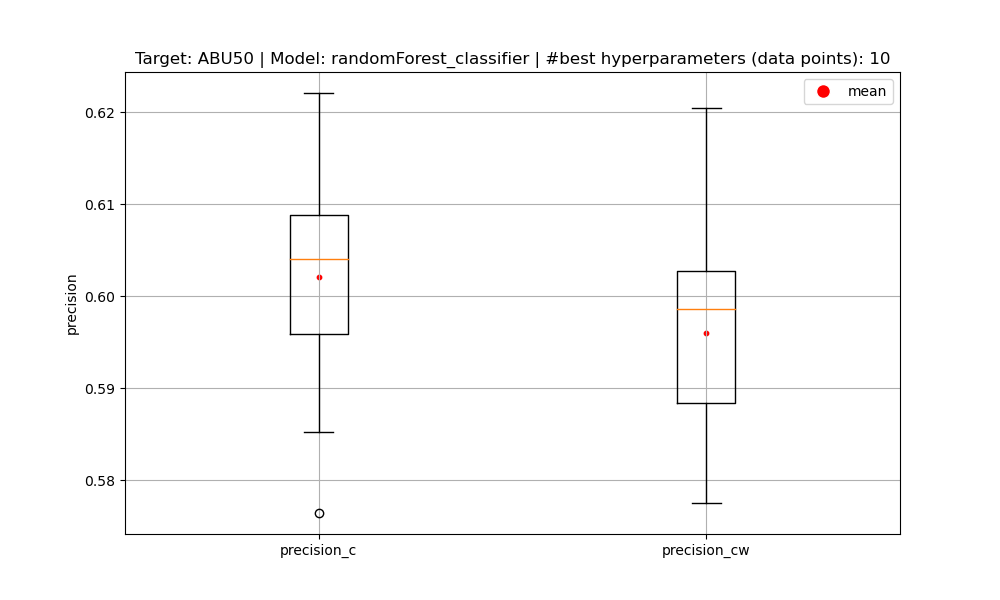 Target: ABU50 | Model: randomForest_classifier | #best hyperparameters (data points): 10
mean
0.62
0.61
0.60
0.59
0.58
precision
precision_c
precision_cw